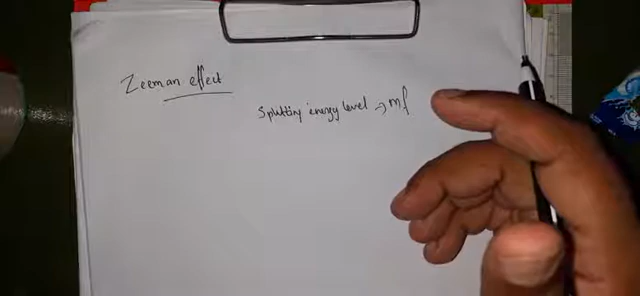 Zeeman effect
Splitting energy level → mf